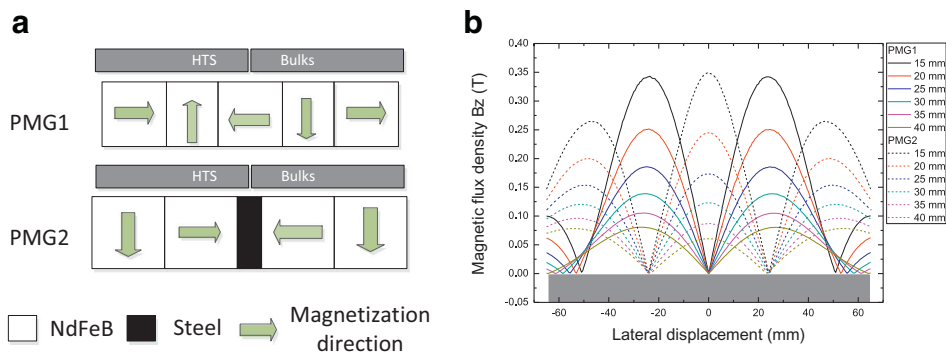 a
HTS Bulks
PMG1
HTS Bulks
PMG2
NdFeB Steel Magnetization
direction
b
0,40
0,35
0,30
0,25
0,20
0,15
0,10
0,05
0,00
-0,05
Magnetic flux density Bz (T)
-60 -40 -20 0 20 40 60
Lateral displacement (mm)
PMG1
15 mm
20 mm
25 mm
30 mm
35 mm
40 mm
PMG2
15 mm
20 mm
25 mm
30 mm
35 mm
40 mm